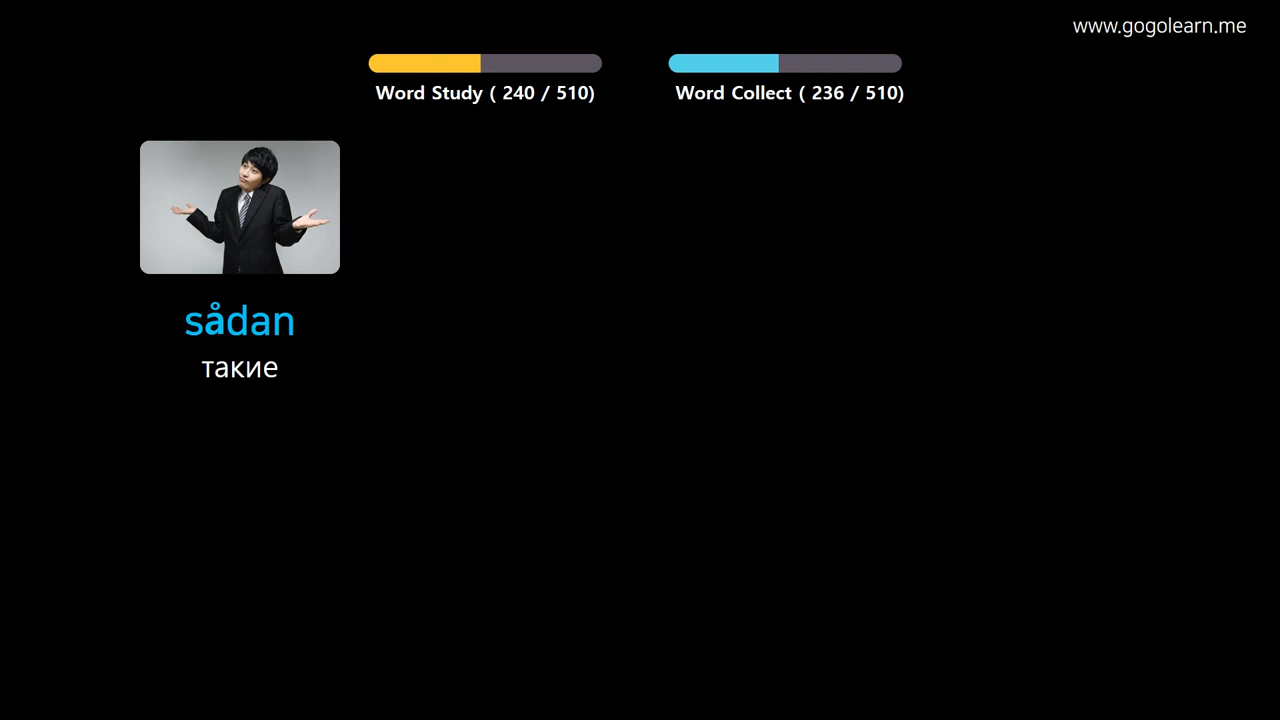 www.gogolearn.me
Word Study ( 240 / 510)
Word Collect ( 236 / 510)
sådan
такие